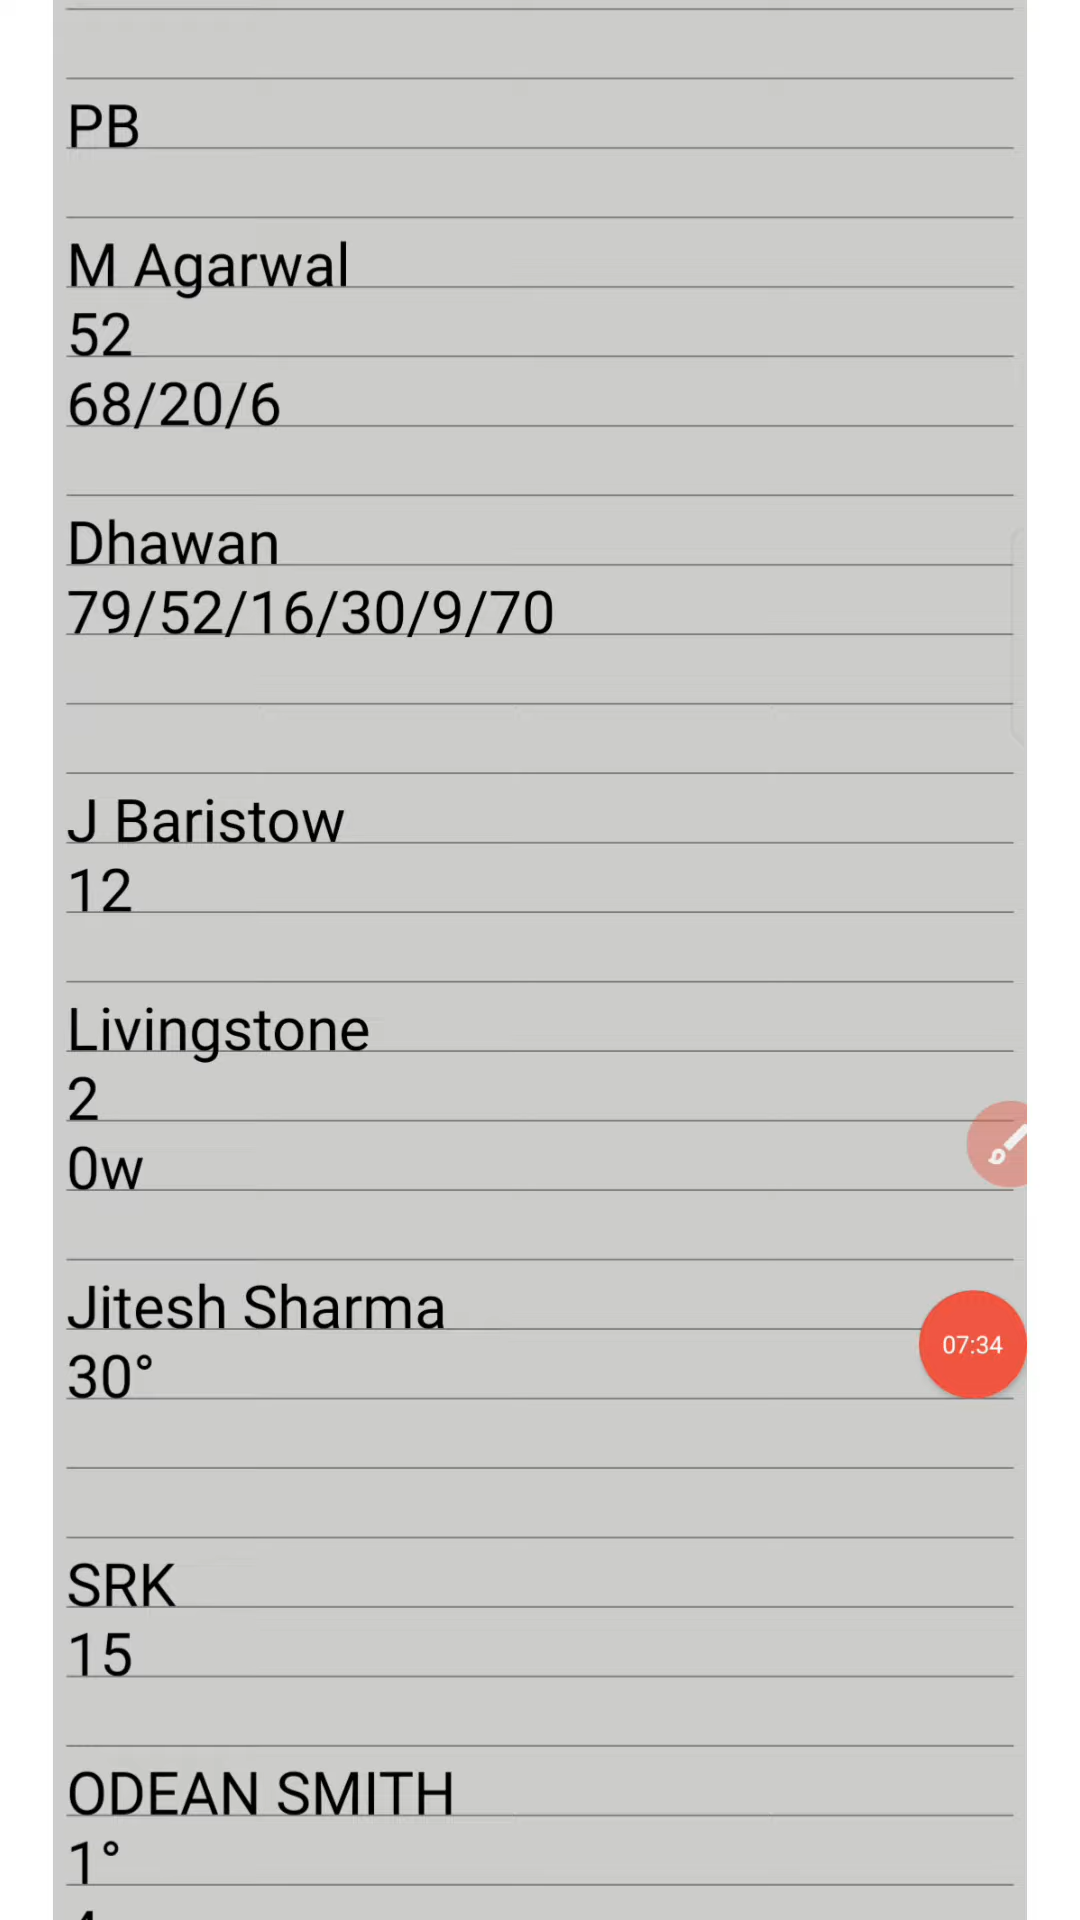 PB
M Agarwal
52
68/20/6
Dhawan
79/52/16/30/9/70
J Baristow
12
Livingstone
2
0w
Jitesh Sharma
30°
07:34
SRK
15
ODEAN SMITH
1°